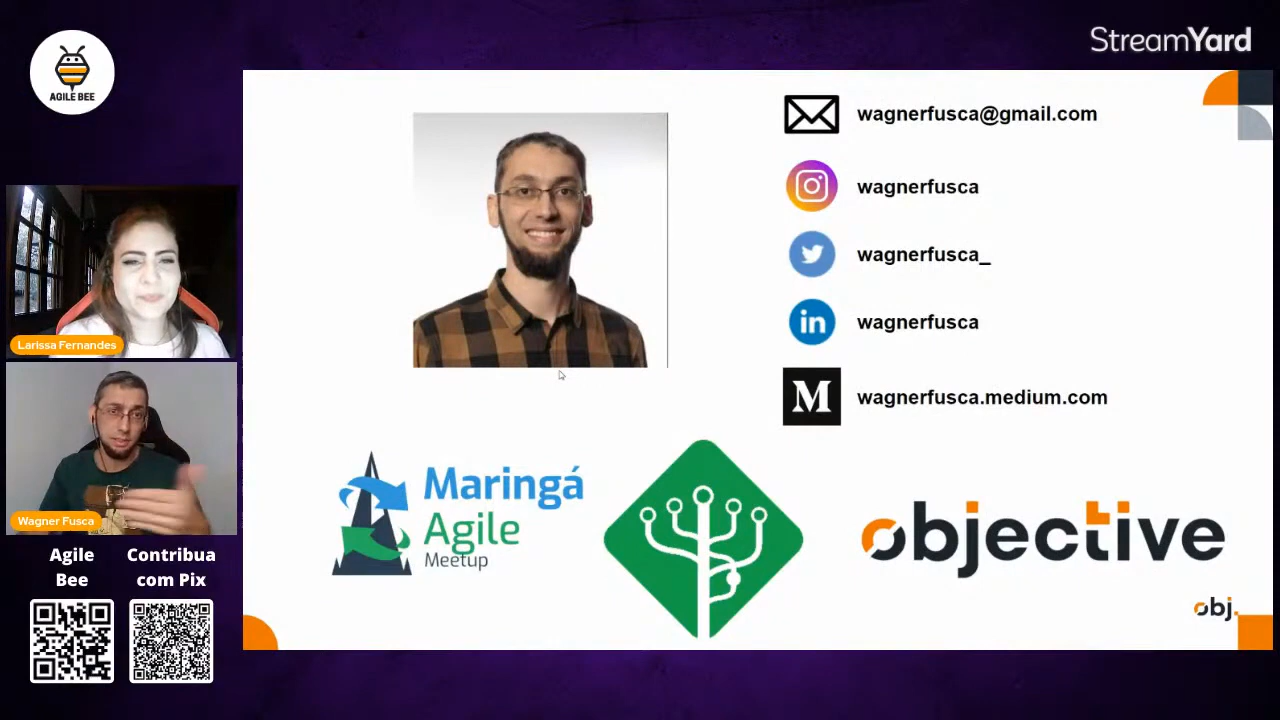 AGILE BEE
StreamYard
Larissa Fernandes
Wagner Fusca
Agile
Bee
Contribua
com Pix
wagnerfusca@gmail.com
wagnerfusca
wagnerfusca_
in
wagnerfusca
M
wagnerfusca.medium.com
Maringá
Agile
Meetup
objective
obj.